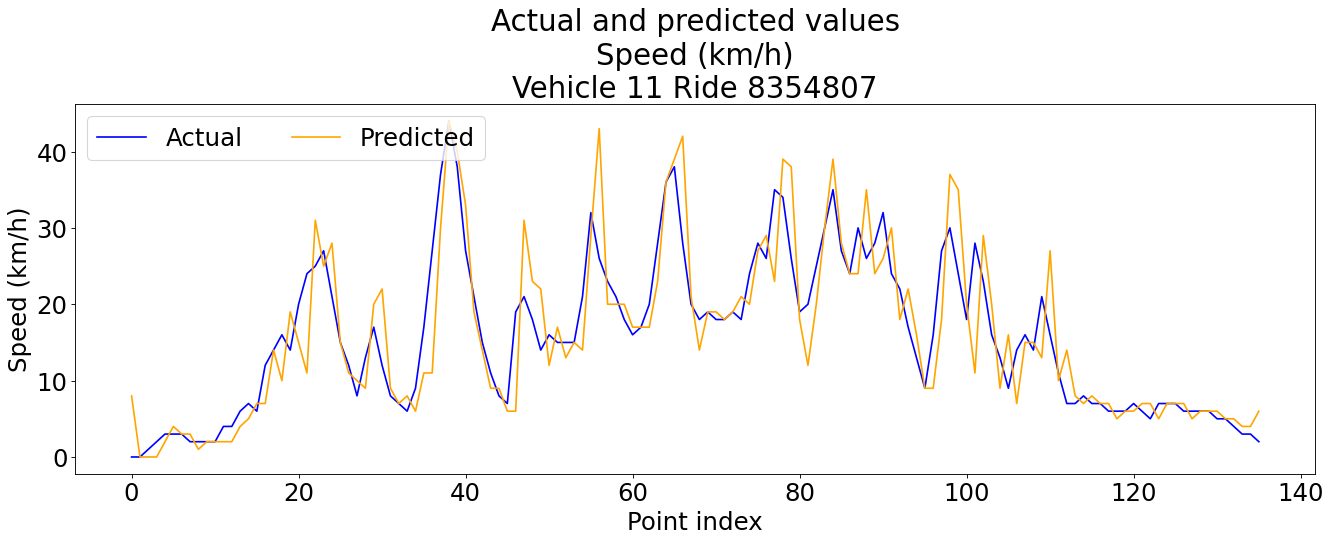 Actual and predicted values
Speed (km/h)
Vehicle 11 Ride 8354807
Actual Predicted
Speed (km/h)
40
30
20
10
0
0 20 40 60 80 100 120 140
Point index